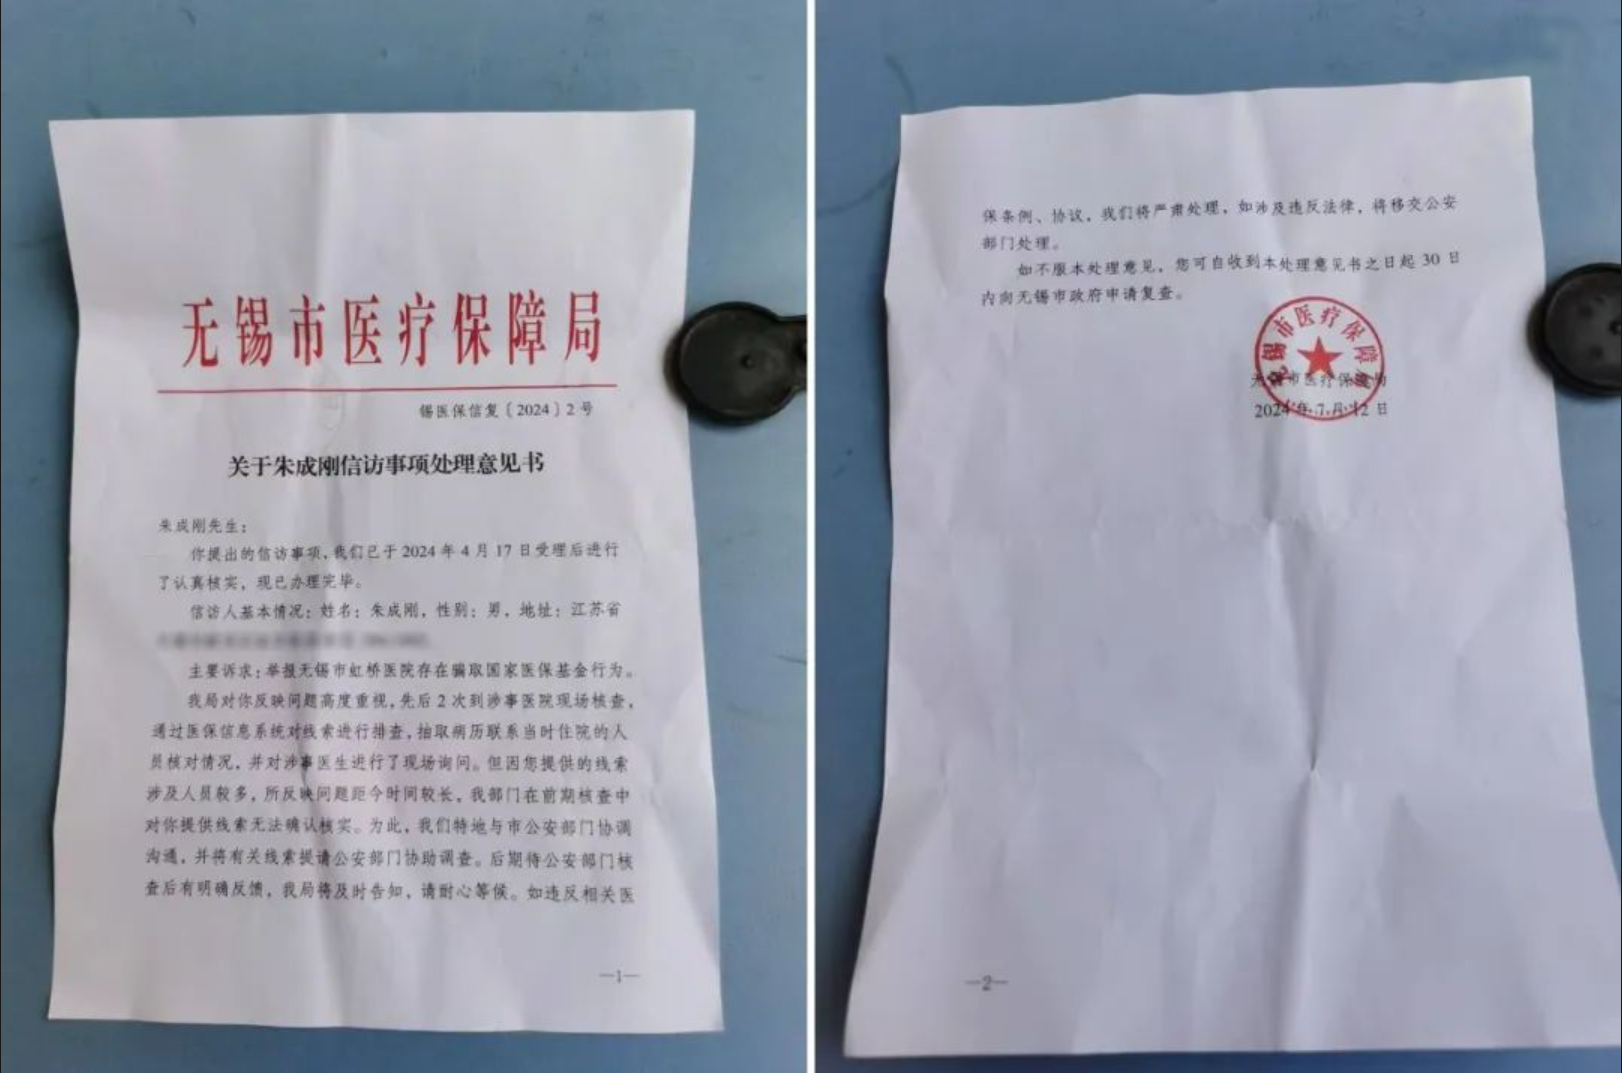 无锡市医疗保障局
锡医保信复〔2024〕2号
关于朱成刚信访事项处理意见书
朱成刚先生：
你提出的信访事项，我们已于2024年4月17日受理后进行
了认真核实，现已办理完毕。
信访人基本情况：姓名：朱成刚，性别：男，地址：江苏省
主要诉求：举报无锡市虹桥医院存在骗取国家医保基金行为。
我局对你反映问题高度重视，先后2次到涉事医院现场核查，
通过医保信息系统对线索进行排查，抽取病历联系当时住院的人
员核对情况，并对涉事医生进行了现场询问。但因您提供的线索
涉及人员较多，所反映问题距今时间较长，我部门在前期核查中
对你提供线索无法确认核实。为此，我们特地与市公安部门协调
沟通，并将有关线索提请公安部门协助调查。后期待公安部门核
查后有明确反馈，我局将及时告知，请耐心等候。如违反相关医
—1—
保条例、协议，我们将严肃处理，如涉及违反法律，将移交公安
部门处理。
如不服本处理意见，您可自收到本处理意见书之日起30日
内向无锡市政府申请复查。
无锡市医疗保障局
无锡市医疗保障局
2024年7月12日
—2—